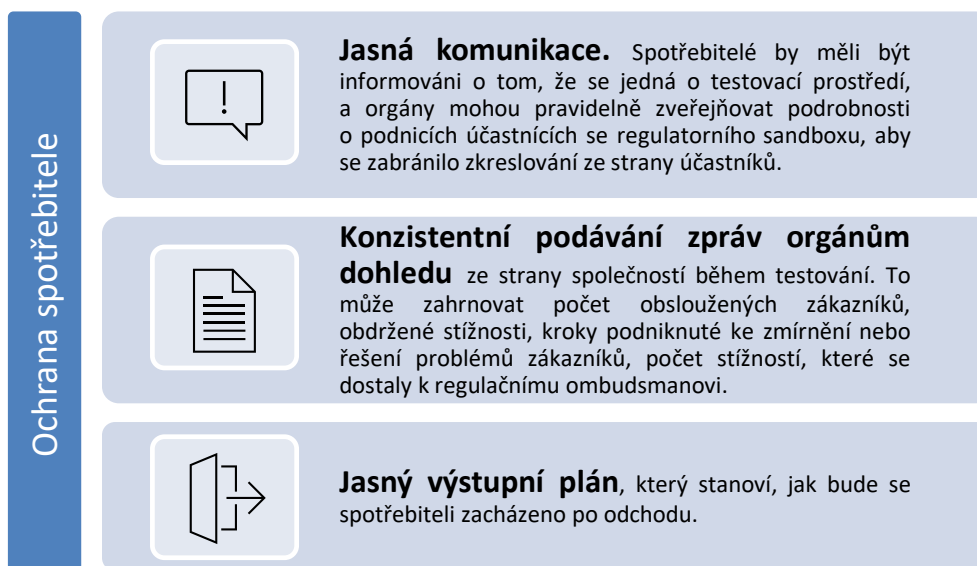 Ochrana spotřebitele
!
Jasná komunikace. Spotřebitelé by měli být
informováni o tom, že se jedná o testovací prostředí,
a orgány mohou pravidelně zveřejňovat podrobnosti
o podnicích účastnících se regulatorního sandboxu, aby
se zabránilo zkreslování ze strany účastníků.
Konzistentní podávání zpráv orgánům
dohledu ze strany společností během testování. To
může zahrnovat počet obsloužených zákazníků,
obdržené stížnosti, kroky podniknuté ke zmírnění nebo
řešení problémů zákazníků, počet stížností, které se
dostaly k regulačnímu ombudsmanovi.
Jasný výstupní plán, který stanoví, jak bude se
spotřebiteli zacházeno po odchodu.